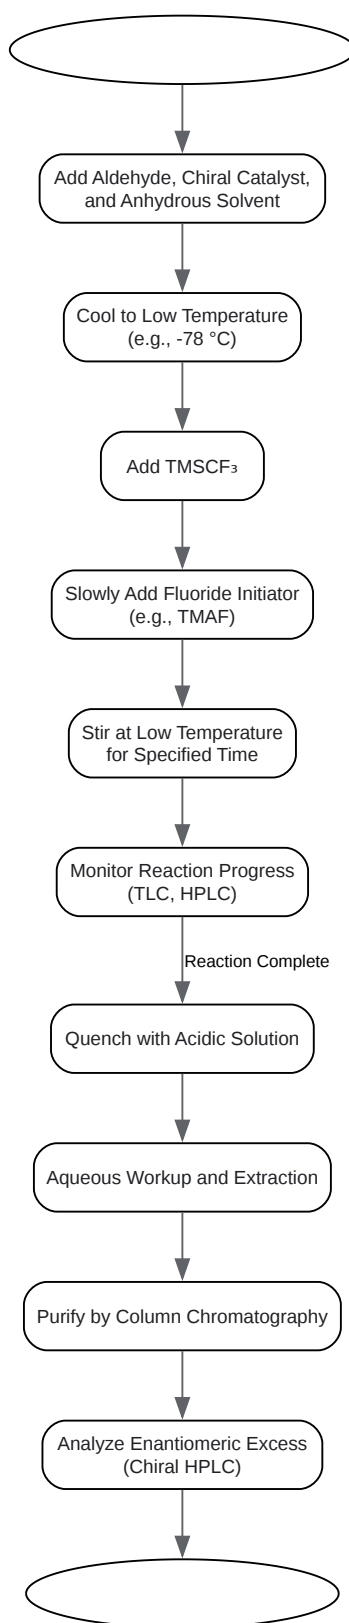 Add Aldehyde, Chiral Catalyst,
and Anhydrous Solvent
Cool to Low Temperature
(e.g., -78 °C)
Add TMSCF₃
Slowly Add Fluoride Initiator
(e.g., TMAF)
Stir at Low Temperature
for Specified Time
Monitor Reaction Progress
(TLC, HPLC)
Reaction Complete
Quench with Acidic Solution
Aqueous Workup and Extraction
Purify by Column Chromatography
Analyze Enantiomeric Excess
(Chiral HPLC)